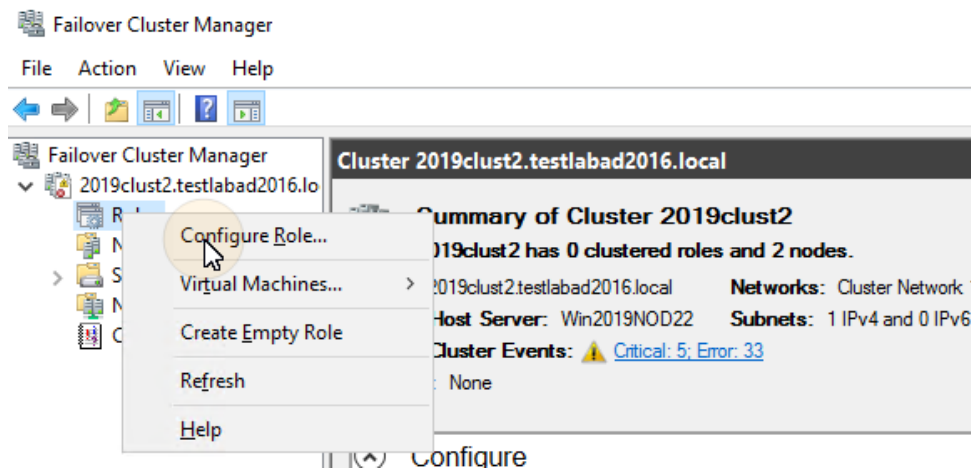 Failover Cluster Manager
File Action View Help
Failover Cluster Manager
2019clust2.testlabad2016.lo
Configure Role...
Virtual Machines...
Create Empty Role
Refresh
Help
Cluster 2019clust2.testlabad2016.local
Summary of Cluster 2019clust2
2019clust2 has 0 clustered roles and 2 nodes.
2019clust2.testlabad2016.local Networks: Cluster Network
Host Server: Win2019NOD22 Subnets: 1 IPv4 and 0 IPv6
Cluster Events: Critical: 5; Error: 33
: None
Configure